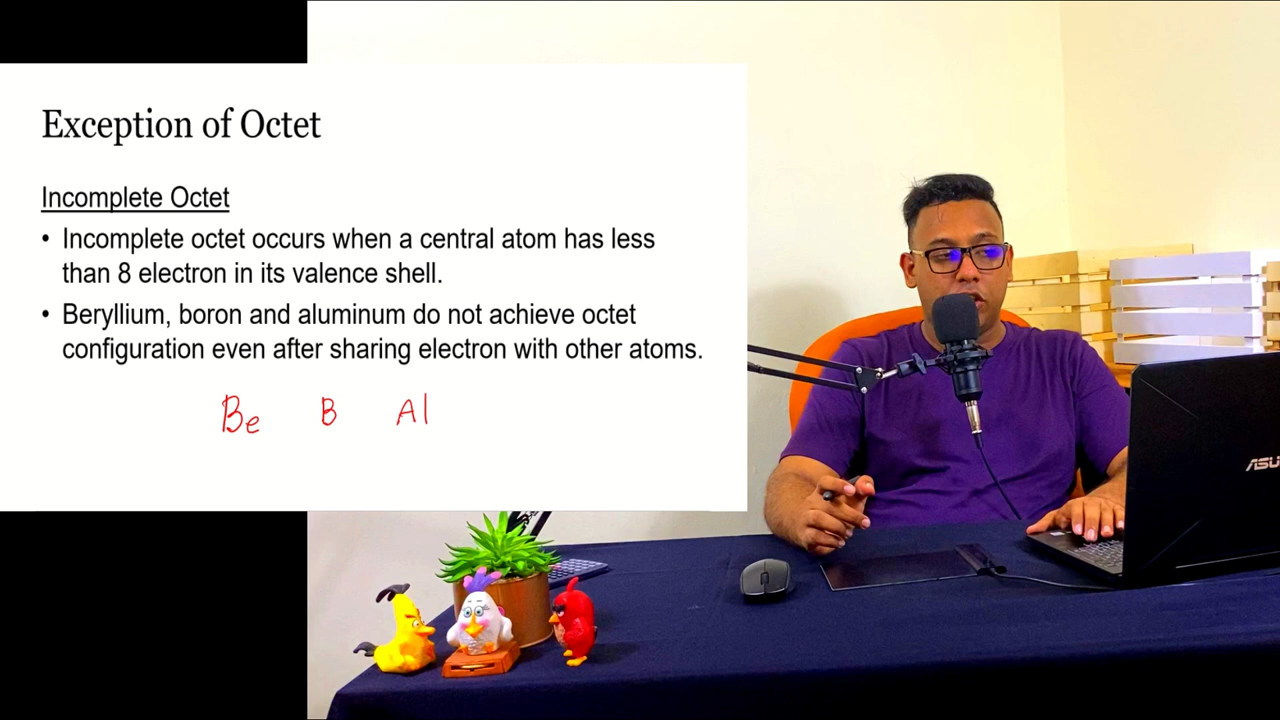 Exception of Octet
Incomplete Octet
• Incomplete octet occurs when a central atom has less
than 8 electron in its valence shell.
• Beryllium, boron and aluminum do not achieve octet
configuration even after sharing electron with other atoms.
Be B Al
ASU